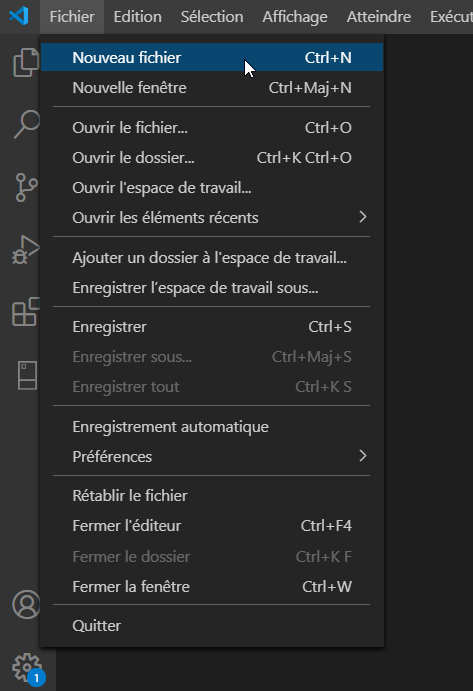 Fichier Edition Sélection Affichage Atteindre Exécut
Nouveau fichier Ctrl+N
Nouvelle fenêtre Ctrl+Maj+N
Ouvrir le fichier... Ctrl+O
Ouvrir le dossier... Ctrl+K Ctrl+O
Ouvrir l'espace de travail...
Ouvrir les éléments récents
Ajouter un dossier à l'espace de travail...
Enregistrer l’espace de travail sous...
Enregistrer Ctrl+S
Enregistrer sous... Ctrl+Maj+S
Enregistrer tout Ctrl+K S
Enregistrement automatique
Préférences
Rétablir le fichier
Fermer l'éditeur Ctrl+F4
Fermer le dossier Ctrl+K F
Fermer la fenêtre Ctrl+W
Quitter
1